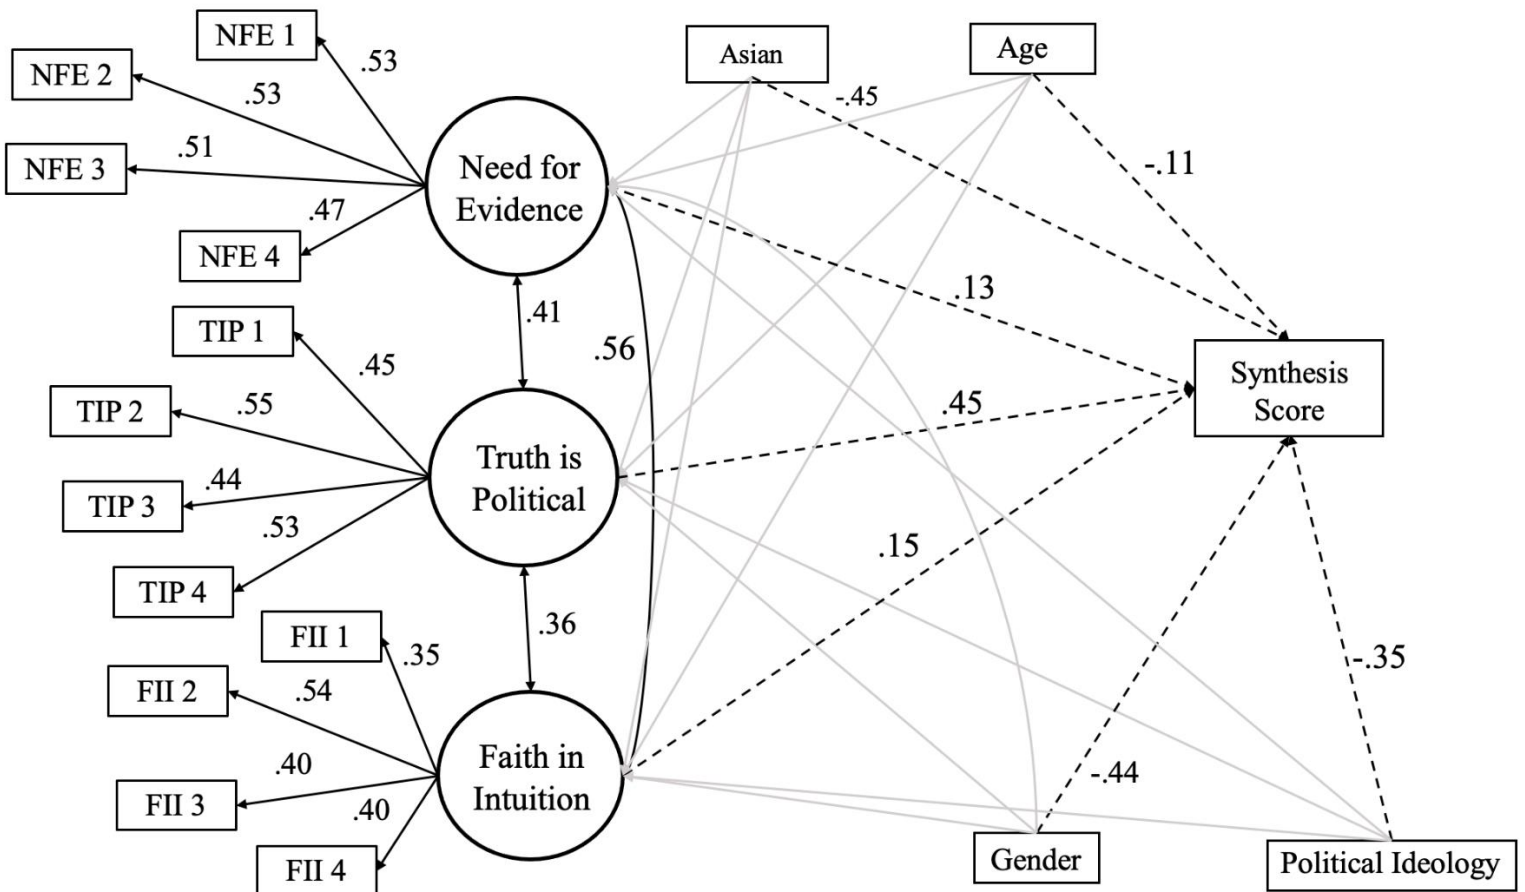 NFE 1
.53
NFE 2
.53
NFE 3
.51
NFE 4
.47
Need for
Evidence
.41
.56
TIP 1
.45
TIP 2
.55
TIP 3
.44
TIP 4
.53
Truth is
Political
.36
FII 1
.35
FII 2
.54
FII 3
.40
FII 4
.40
Faith in
Intuition
Asian
-.45
Age
-.11
.13
.45
.15
Synthesis
Score
-.44
-.35
Gender
Political Ideology